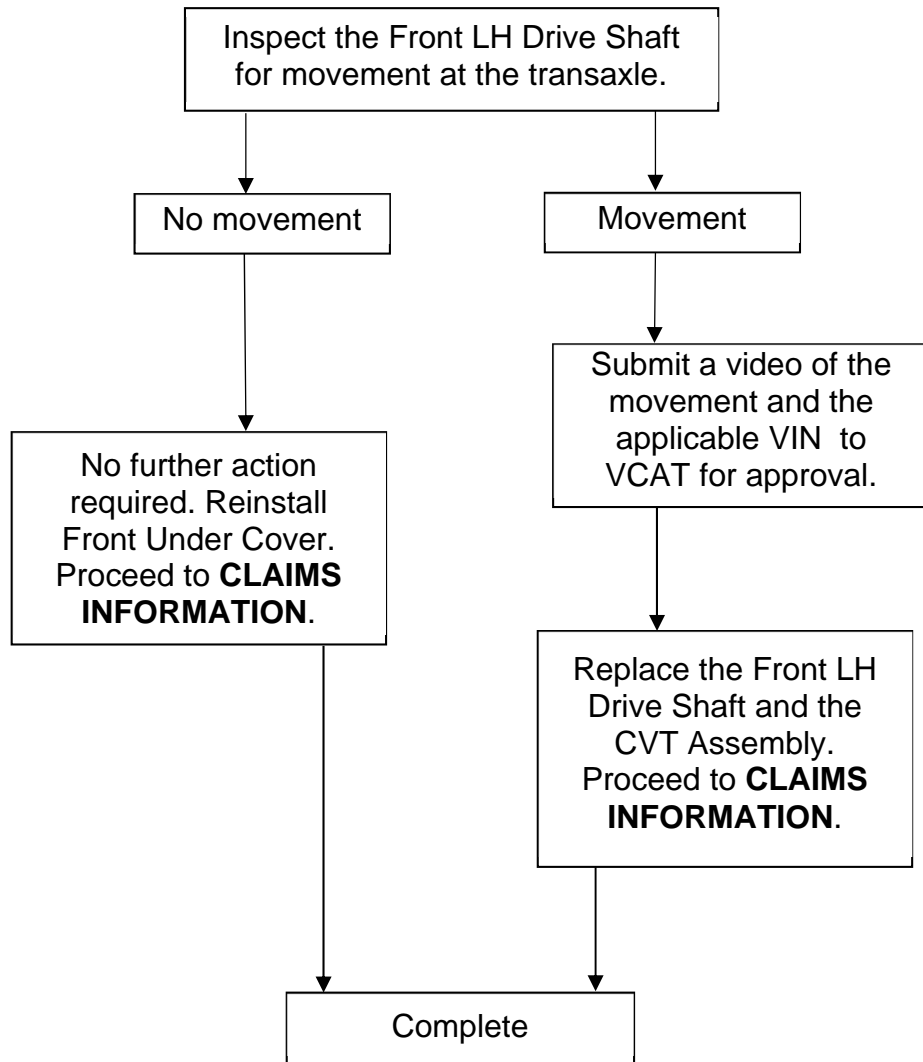 Inspect the Front LH Drive Shaft
for movement at the transaxle.
No movement
Movement
Submit a video of the
movement and the
applicable VIN  to
VCAT for approval.
No further action
required. Reinstall
Front Under Cover.
Proceed to CLAIMS
INFORMATION.
Replace the Front LH
Drive Shaft and the
CVT Assembly.
Proceed to CLAIMS
INFORMATION.
Complete